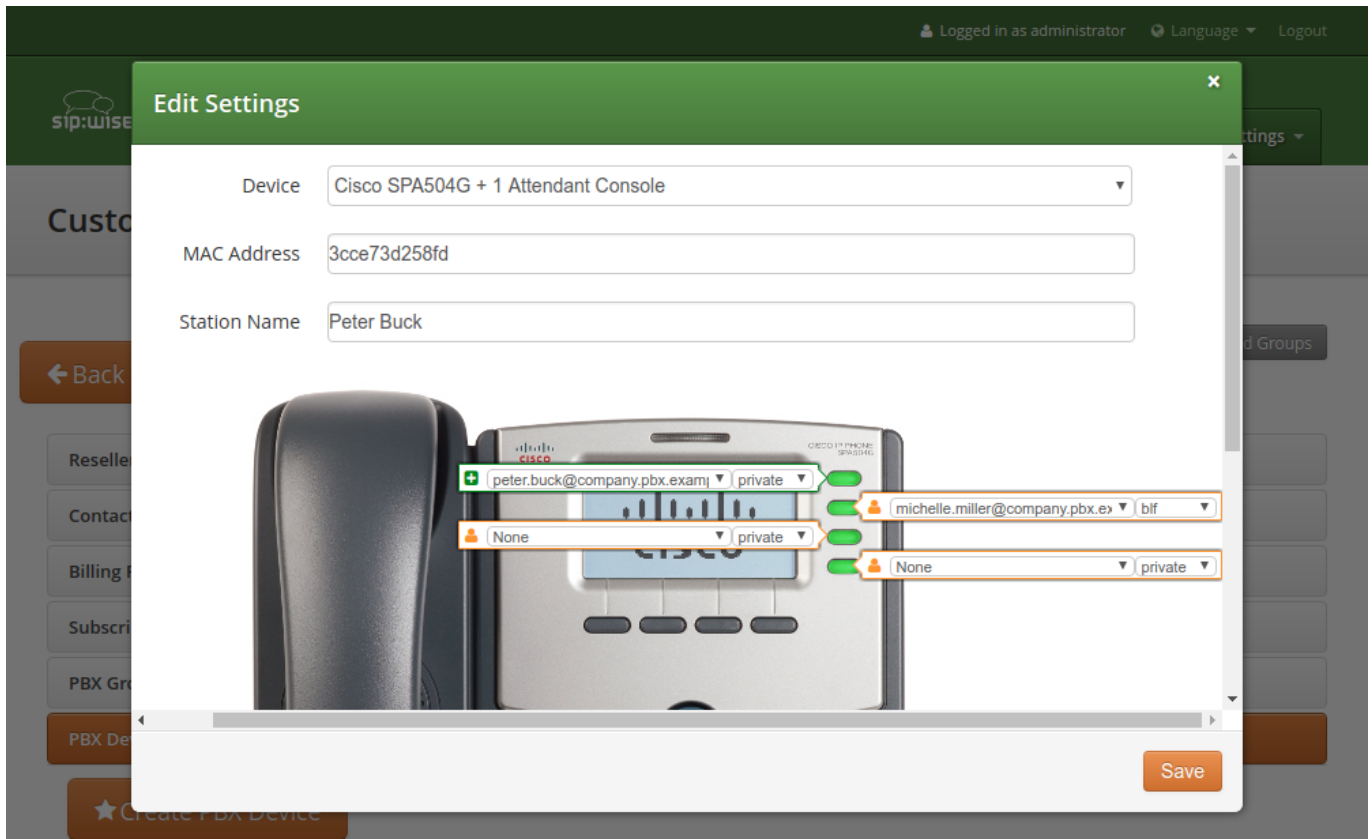 Logged in as administrator Language Logout
sip:wise
ttings
Edit Settings ×
Custo
Device Cisco SPA504G + 1 Attendant Console
MAC Address 3cce73d258fd
Station Name Peter Buck
d Groups
Back
Reselle
Contact
Billing
Subscri
PBX Gr
PBX De
CISCO
CISCO IP PHONE
SPA504G
peter.buck@company.pbx.examp private
michelle.miller@company.pbx.ex blf
None private
CISCO
None private
Save
Create PBX Device